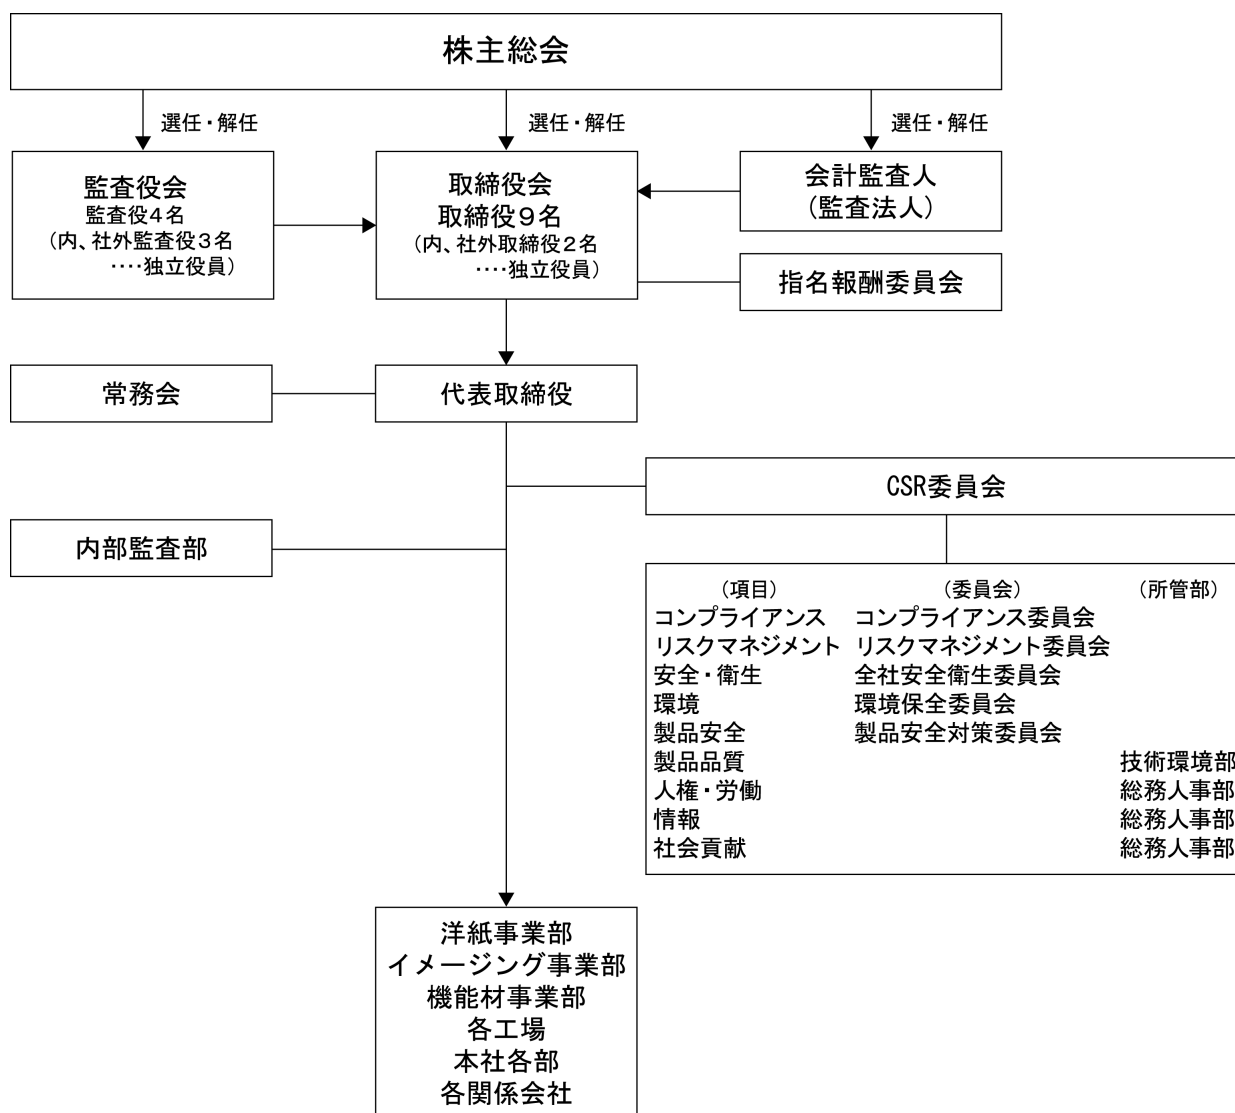 株主総会
選任・解任
選任・解任
選任・解任
監査役会
監査役4名
(内、社外監査役3名
‥‥独立役員)
取締役会
取締役9名
(内、社外取締役2名
‥‥独立役員)
会計監査人
(監査法人)
指名報酬委員会
常務会
代表取締役
CSR委員会
内部監査部
(項目) (委員会) (所管部)
コンプライアンス コンプライアンス委員会
リスクマネジメント リスクマネジメント委員会
安全・衛生 全社安全衛生委員会
環境 環境保全委員会
製品安全 製品安全対策委員会
製品品質 技術環境部
人権・労働 総務人事部
情報 総務人事部
社会貢献 総務人事部
洋紙事業部
イメージング事業部
機能材事業部
各工場
本社各部
各関係会社